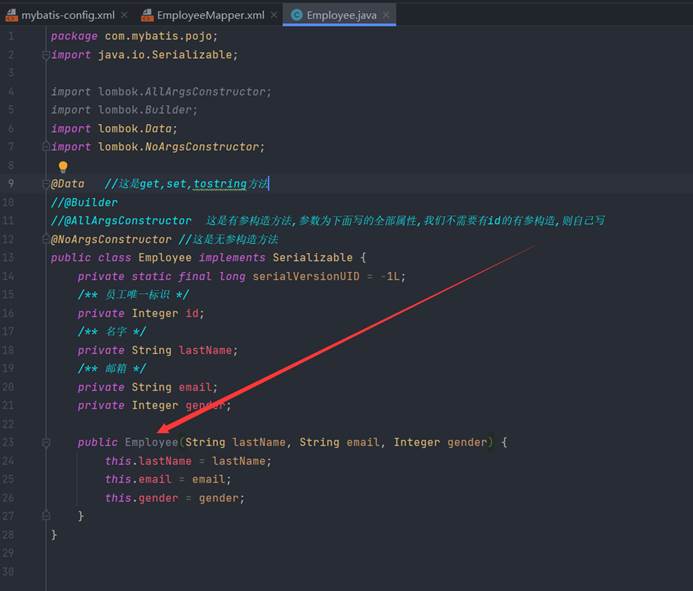 mybatis-config.xml × EmployeeMapper.xml × C Employee.java ×
1 package com.mybatis.pojo;
2 import java.io.Serializable;
3
4 import lombok.AllArgsConstructor;
5 import lombok.Builder;
6 import lombok.Data;
7 import lombok.NoArgsConstructor;
8
9 @Data //这是get,set,tostring方法
10 //@Builder
11 //@AllArgsConstructor 这是有参构造方法,参数为下面写的全部属性,我们不需要有id的有参构造,则自己写
12 @NoArgsConstructor //这是无参构造方法
13 public class Employee implements Serializable {
14 private static final long serialVersionUID = -1L;
15 /** 员工唯一标识 */
16 private Integer id;
17 /** 名字 */
18 private String lastName;
19 /** 邮箱 */
20 private String email;
21 private Integer gender;
22
23 public Employee(String lastName, String email, Integer gender) {
24 this.lastName = lastName;
25 this.email = email;
26 this.gender = gender;
27 }
28 }
29
30